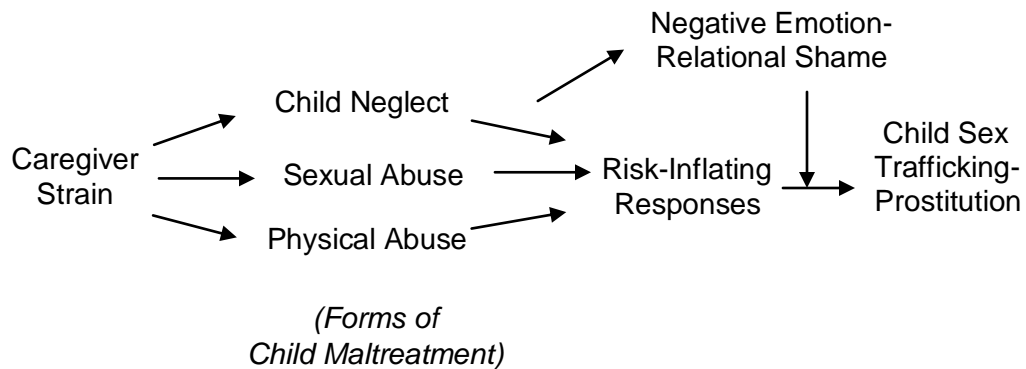 Negative Emotion-
Relational Shame
Child Neglect
Caregiver
Strain
Sexual Abuse
Physical Abuse
Risk-Inflating
Responses
Child Sex
Trafficking-
Prostitution
(Forms of
Child Maltreatment)